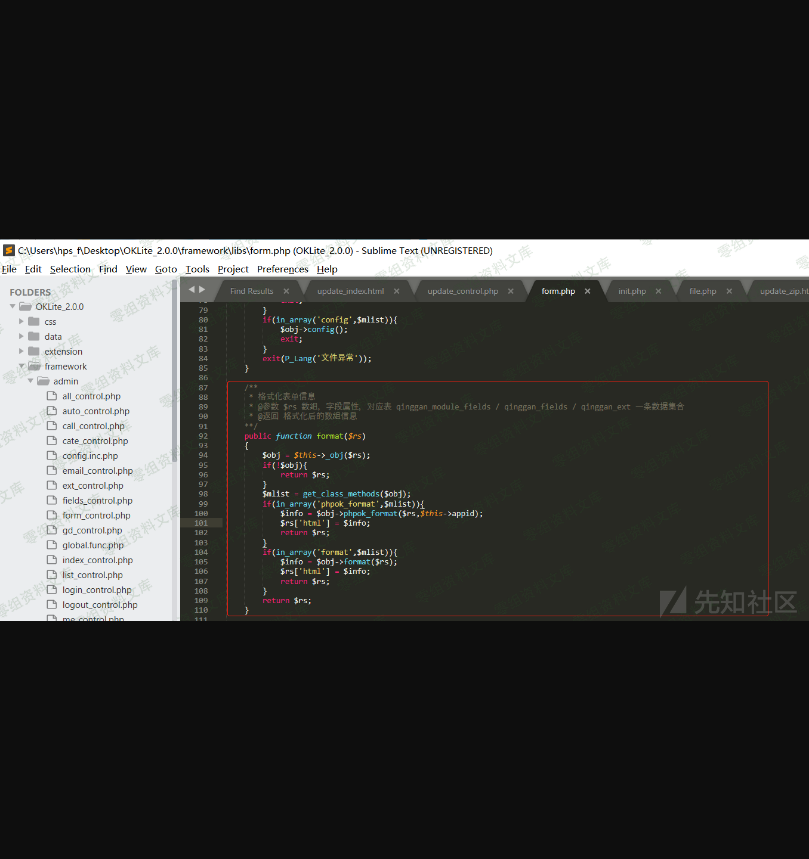 C:\Users\hps_f\Desktop\OKLite_2.0.0\framework\libs\form.php (OKLite_2.0.0) - Sublime Text (UNREGISTERED)
File Edit Selection Find View Goto Tools Project Preferences Help
FOLDERS
OKLite_2.0.0
css
data
extension
framework
admin
all_control.php
auto_control.php
call_control.php
cate_control.php
config.inc.php
email_control.php
ext_control.php
fields_control.php
form_control.php
gd_control.php
global.func.php
index_control.php
list_control.php
login_control.php
logout_control.php
me_control.php
Find Results × update_index.html × update_control.php × form.php × init.php × file.php × update_zip.ht
79 }
80 if(in_array('config',$mlist)){
81 $obj->config();
82 exit;
83 }
84 exit(P_Lang('文件异常'));
85 }
86
87 /**
88 * 格式化表单信息
89 * @参数 $rs 数组, 字段属性, 对应表 qinggan_module_fields / qinggan_fields / qinggan_ext 一条数据集合
90 * @返回 格式化后的数组信息
91 **/
92 public function format($rs)
93 {
94 $obj = $this->_obj($rs);
95 if(!$obj){
96 return $rs;
97 }
98 $mlist = get_class_methods($obj);
99 if(in_array('phpok_format',$mlist)){
100 $info = $obj->phpok_format($rs,$this->appid);
101 $rs['html'] = $info;
102 return $rs;
103 }
104 if(in_array('format',$mlist)){
105 $info = $obj->format($rs);
106 $rs['html'] = $info;
107 return $rs;
108 }
109 return $rs;
110 }
111
先知社区
零组资料文库